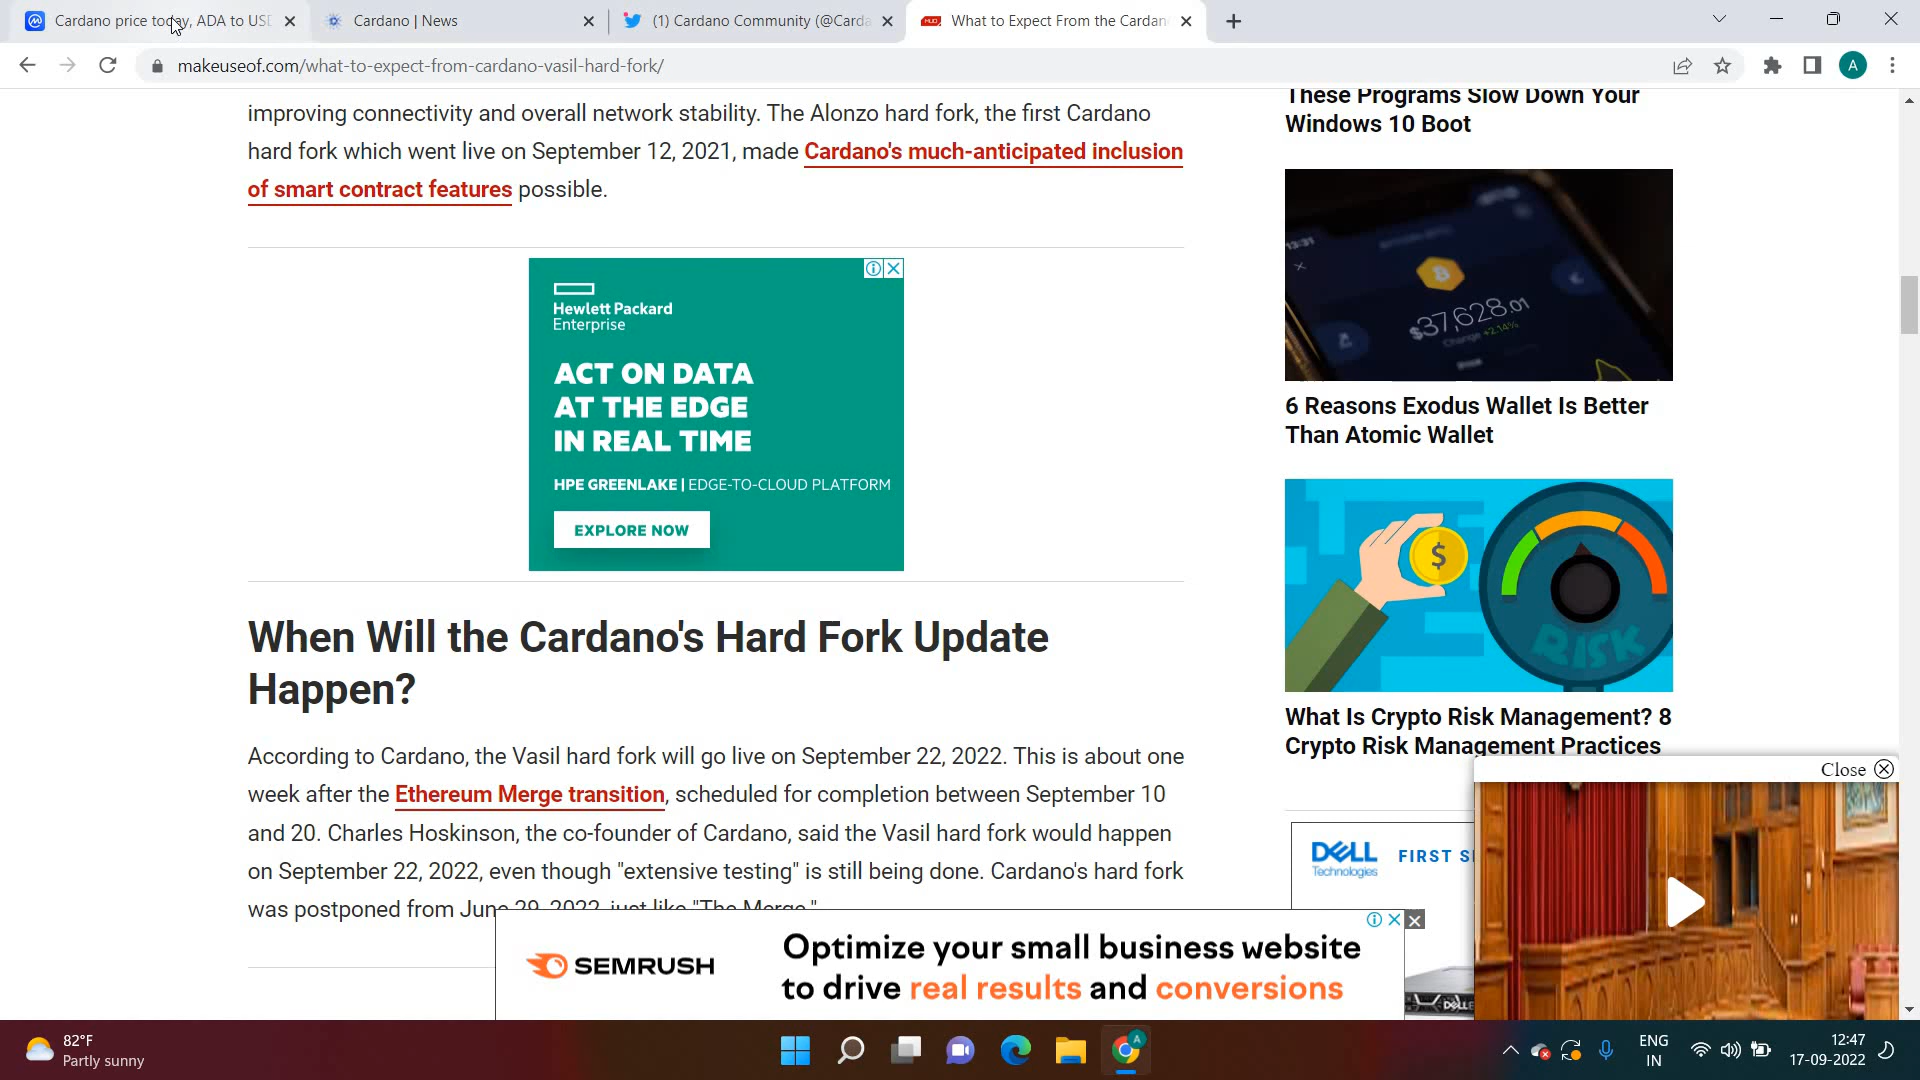 Cardano price today, ADA to USD
Cardano | News
(1) Cardano Community (@Carda
What to Expect From the Cardan
makeuseof.com/what-to-expect-from-cardano-vasil-hard-fork/
A
improving connectivity and overall network stability. The Alonzo hard fork, the first Cardano
hard fork which went live on September 12, 2021, made Cardano's much-anticipated inclusion
of smart contract features possible.
Hewlett Packard
Enterprise
ACT ON DATA
AT THE EDGE
IN REAL TIME
HPE GREENLAKE | EDGE-TO-CLOUD PLATFORM
EXPLORE NOW
When Will the Cardano's Hard Fork Update
Happen?
According to Cardano, the Vasil hard fork will go live on September 22, 2022. This is about one
week after the Ethereum Merge transition, scheduled for completion between September 10
and 20. Charles Hoskinson, the co-founder of Cardano, said the Vasil hard fork would happen
on September 22, 2022, even though "extensive testing" is still being done. Cardano's hard fork
was postponed from June 29, 2022, just like "The Merge."
These Programs Slow Down Your
Windows 10 Boot
13:31
$37,628.01
Change +2.14%
6 Reasons Exodus Wallet Is Better
Than Atomic Wallet
$
RISK
What Is Crypto Risk Management? 8
Crypto Risk Management Practices
Close
DELL
Technologies
FIRST S
DELL
SEMRUSH
Optimize your small business website
to drive real results and conversions
82°F
Partly sunny
A
ENG
IN
12:47
17-09-2022